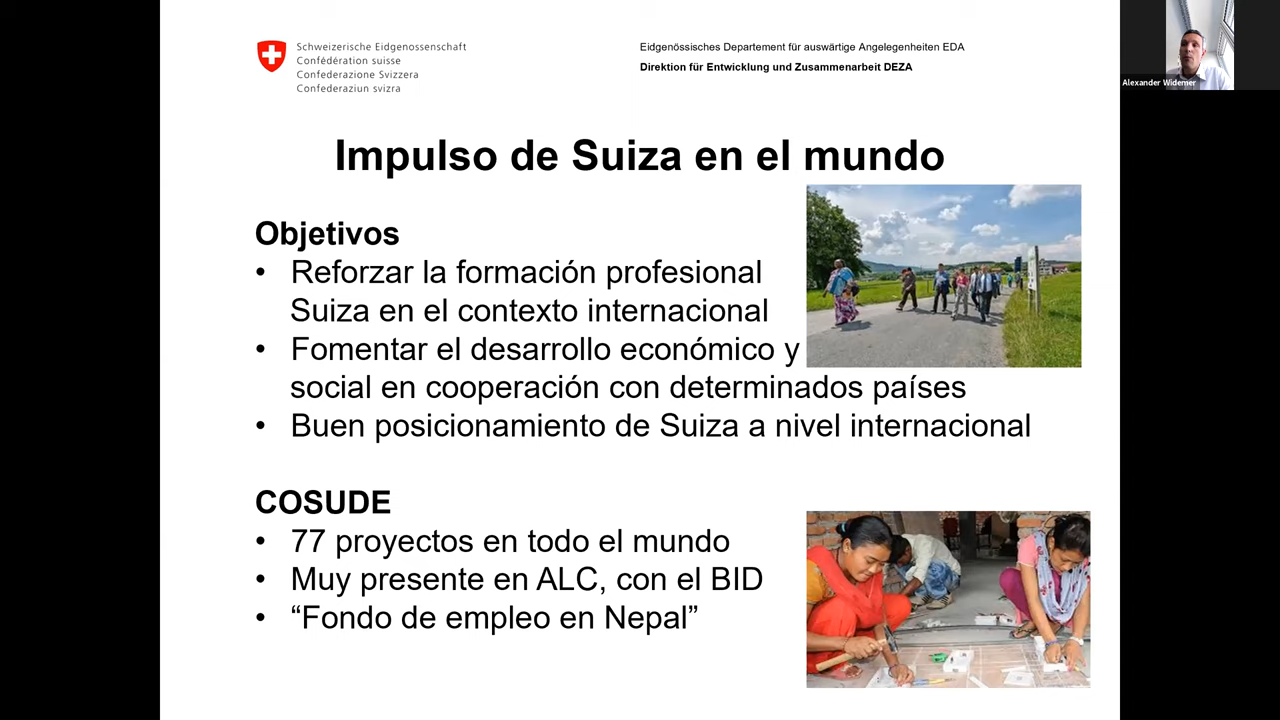 Schweizerische Eidgenossenschaft
Confédération suisse
Confederazione Svizzera
Confederaziun svizra
Eidgenössisches Departement für auswärtige Angelegenheiten EDA
Direktion für Entwicklung und Zusammenarbeit DEZA
Alexander Widemer
Impulso de Suiza en el mundo
Objetivos
• Reforzar la formación profesional
Suiza en el contexto internacional
• Fomentar el desarrollo económico y
social en cooperación con determinados países
• Buen posicionamiento de Suiza a nivel internacional
COSUDE
• 77 proyectos en todo el mundo
• Muy presente en ALC, con el BID
• “Fondo de empleo en Nepal”